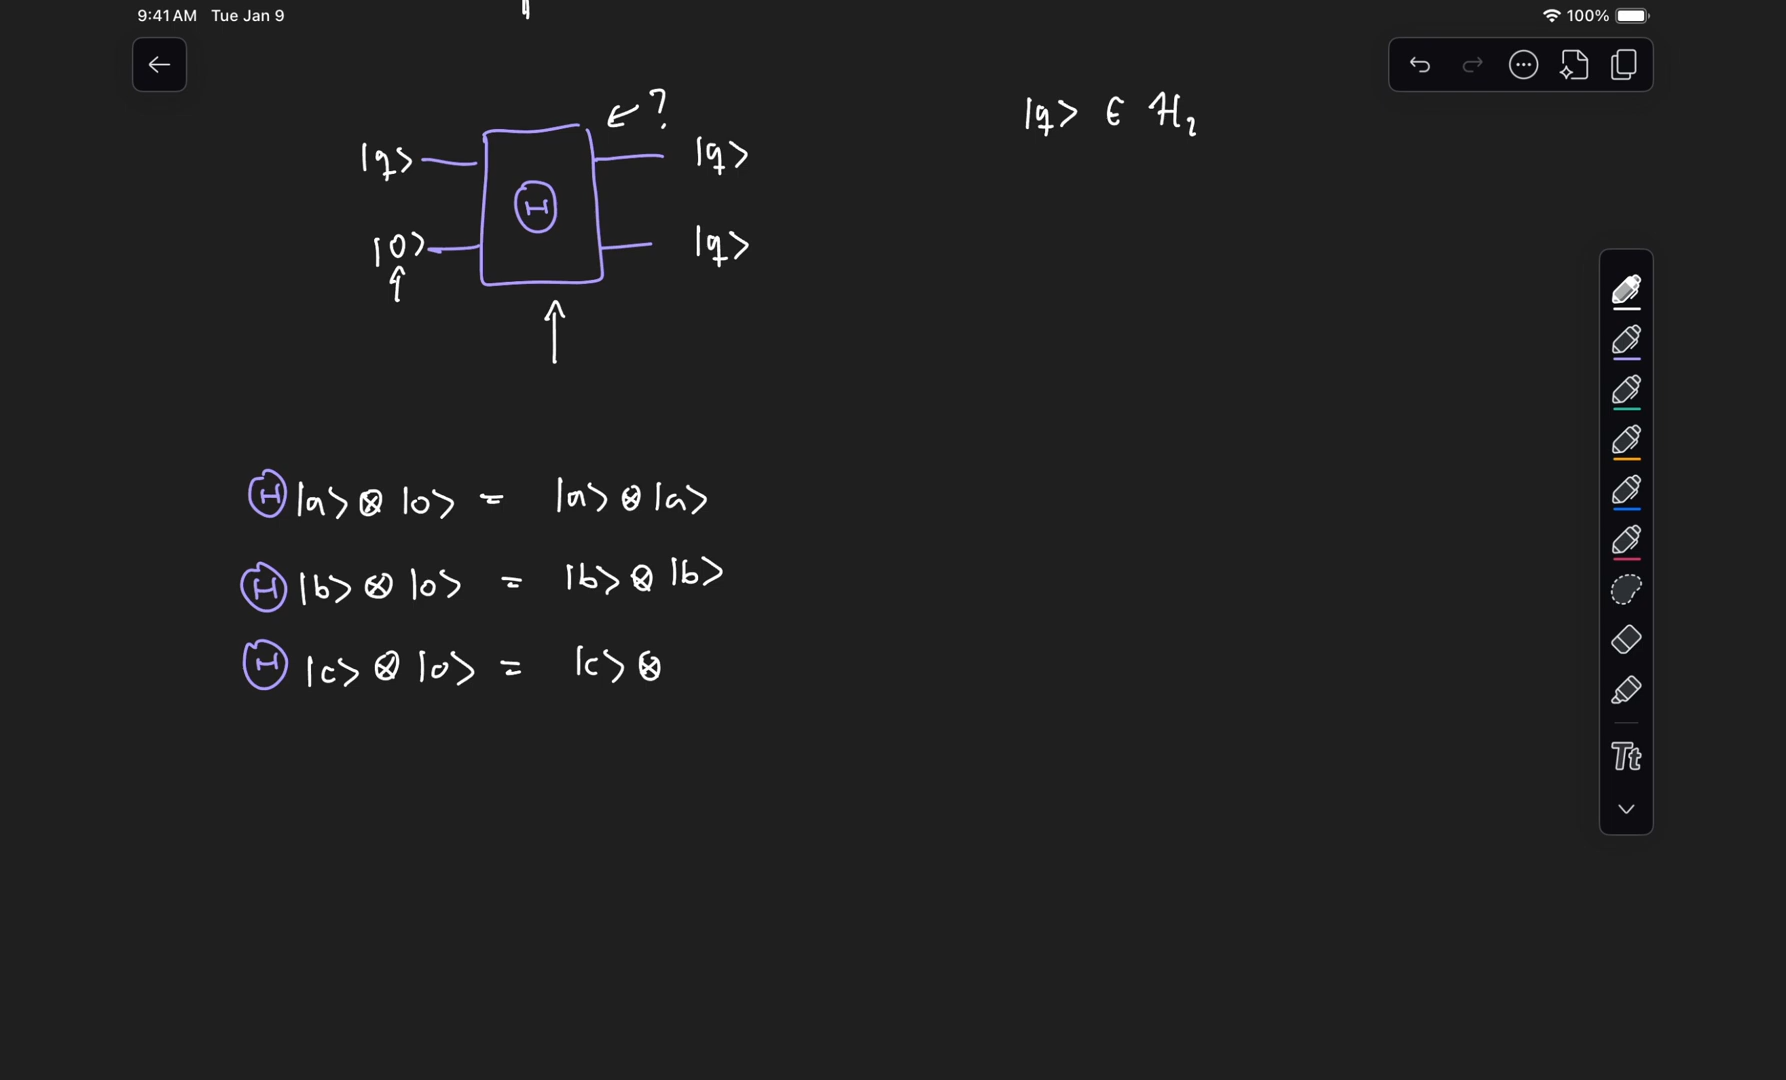 9:41 AM Tue Jan 9
100%
← ?
|q> |q>
|q> ∈ H₂
Θ
|0> |q>
Θ|a> ⊗ |0> = |a> ⊗ |a>
Θ|b> ⊗ |0> = |b> ⊗ |b>
Θ|c> ⊗ |0> = |c> ⊗
Tt